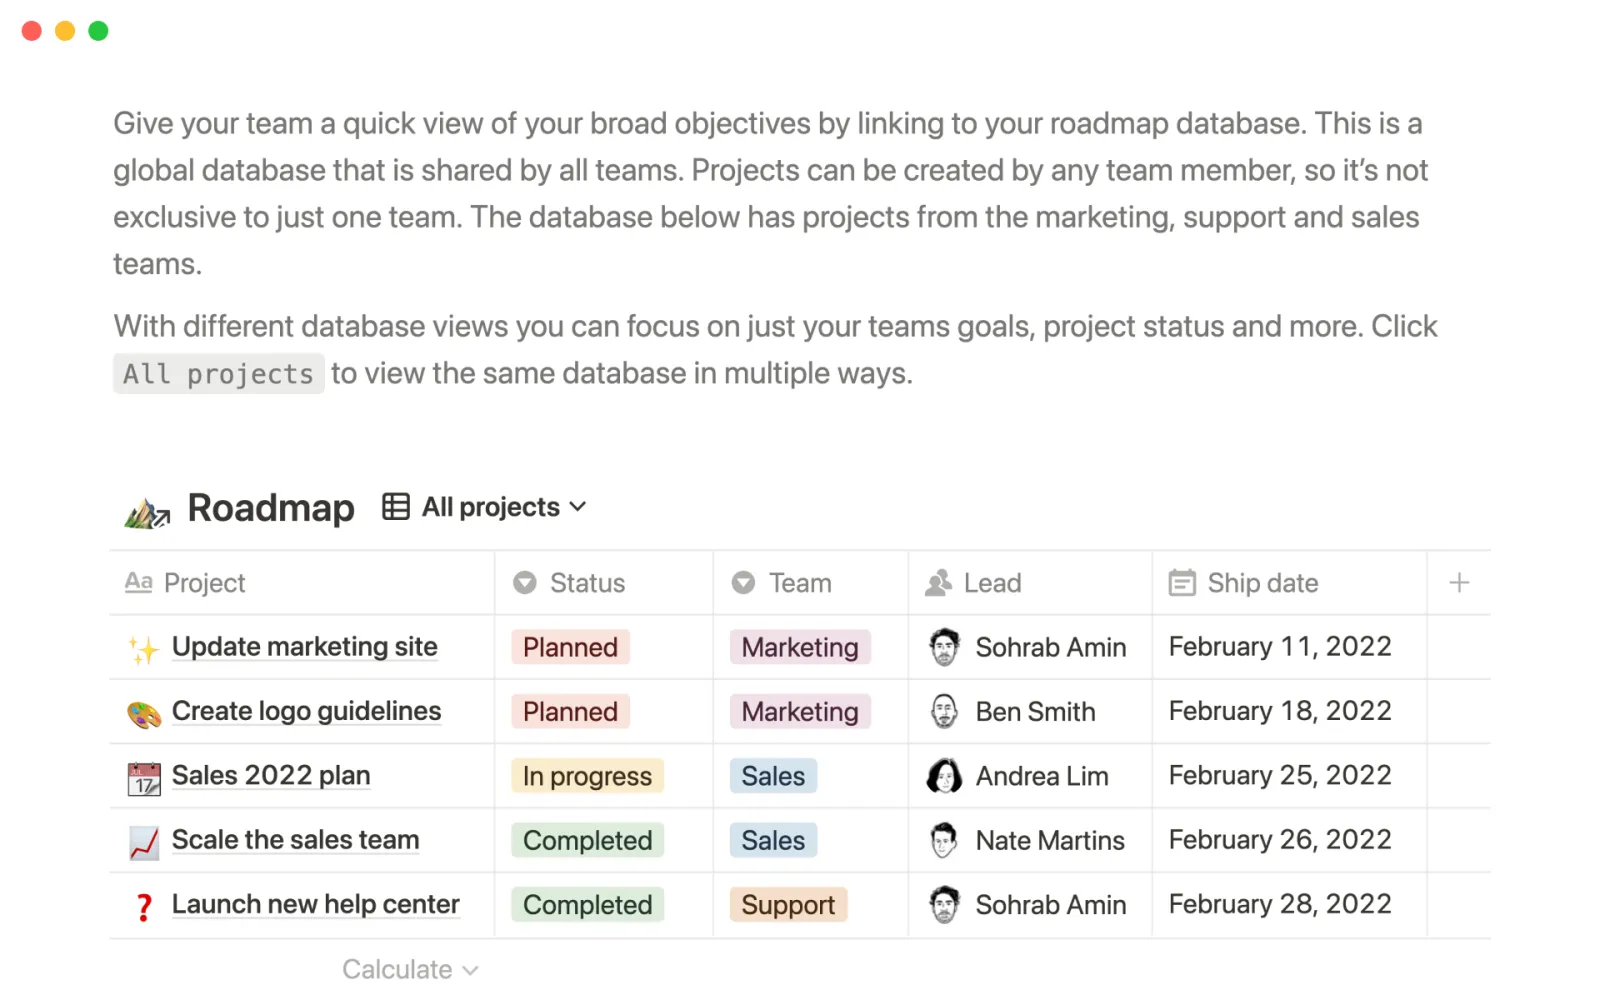 Give your team a quick view of your broad objectives by linking to your roadmap database. This is a
global database that is shared by all teams. Projects can be created by any team member, so it’s not
exclusive to just one team. The database below has projects from the marketing, support and sales
teams.
With different database views you can focus on just your teams goals, project status and more. Click
All projects to view the same database in multiple ways.
Roadmap All projects
Aa Project Status Team Lead Ship date
Update marketing site Planned Marketing Sohrab Amin February 11, 2022
Create logo guidelines Planned Marketing Ben Smith February 18, 2022
JUL 17 Sales 2022 plan In progress Sales Andrea Lim February 25, 2022
Scale the sales team Completed Sales Nate Martins February 26, 2022
Launch new help center Completed Support Sohrab Amin February 28, 2022
Calculate